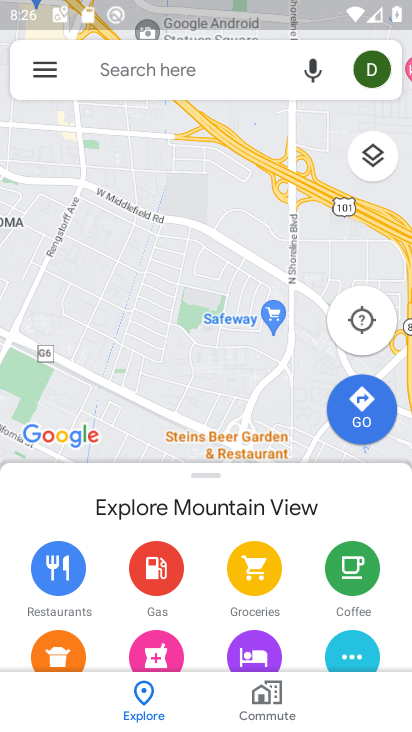 8:26
Google Android
Statues Square
Search here
D
N Shoreline Blvd
W Middlefield Rd
Rengstorff Ave
OMA
101
Safeway
G6
8
GO
Google
Steins Beer Garden
& Restaurant
Explore Mountain View
Restaurants
Gas
Groceries
Coffee
Explore
Commute